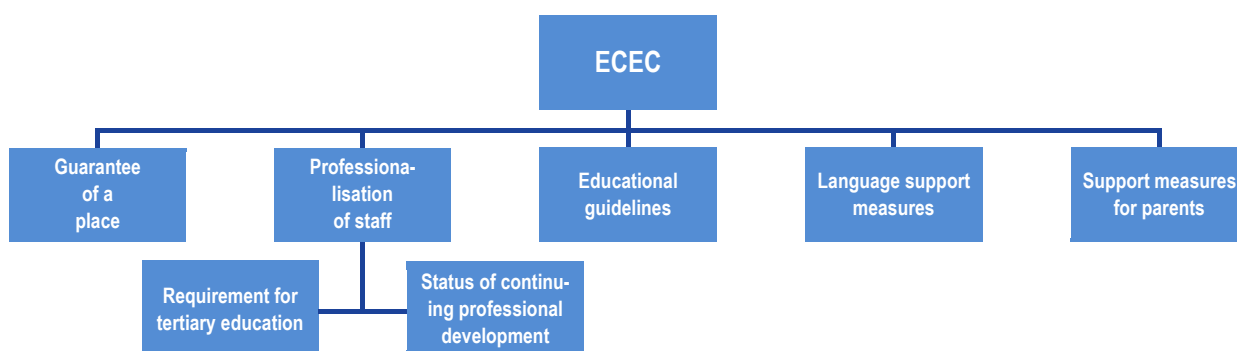 ECEC
Guarantee
of a
place
Professiona-
lisation
of staff
Educational
guidelines
Language support
measures
Support measures
for parents
Requirement for
tertiary education
Status of continu-
ing professional
development